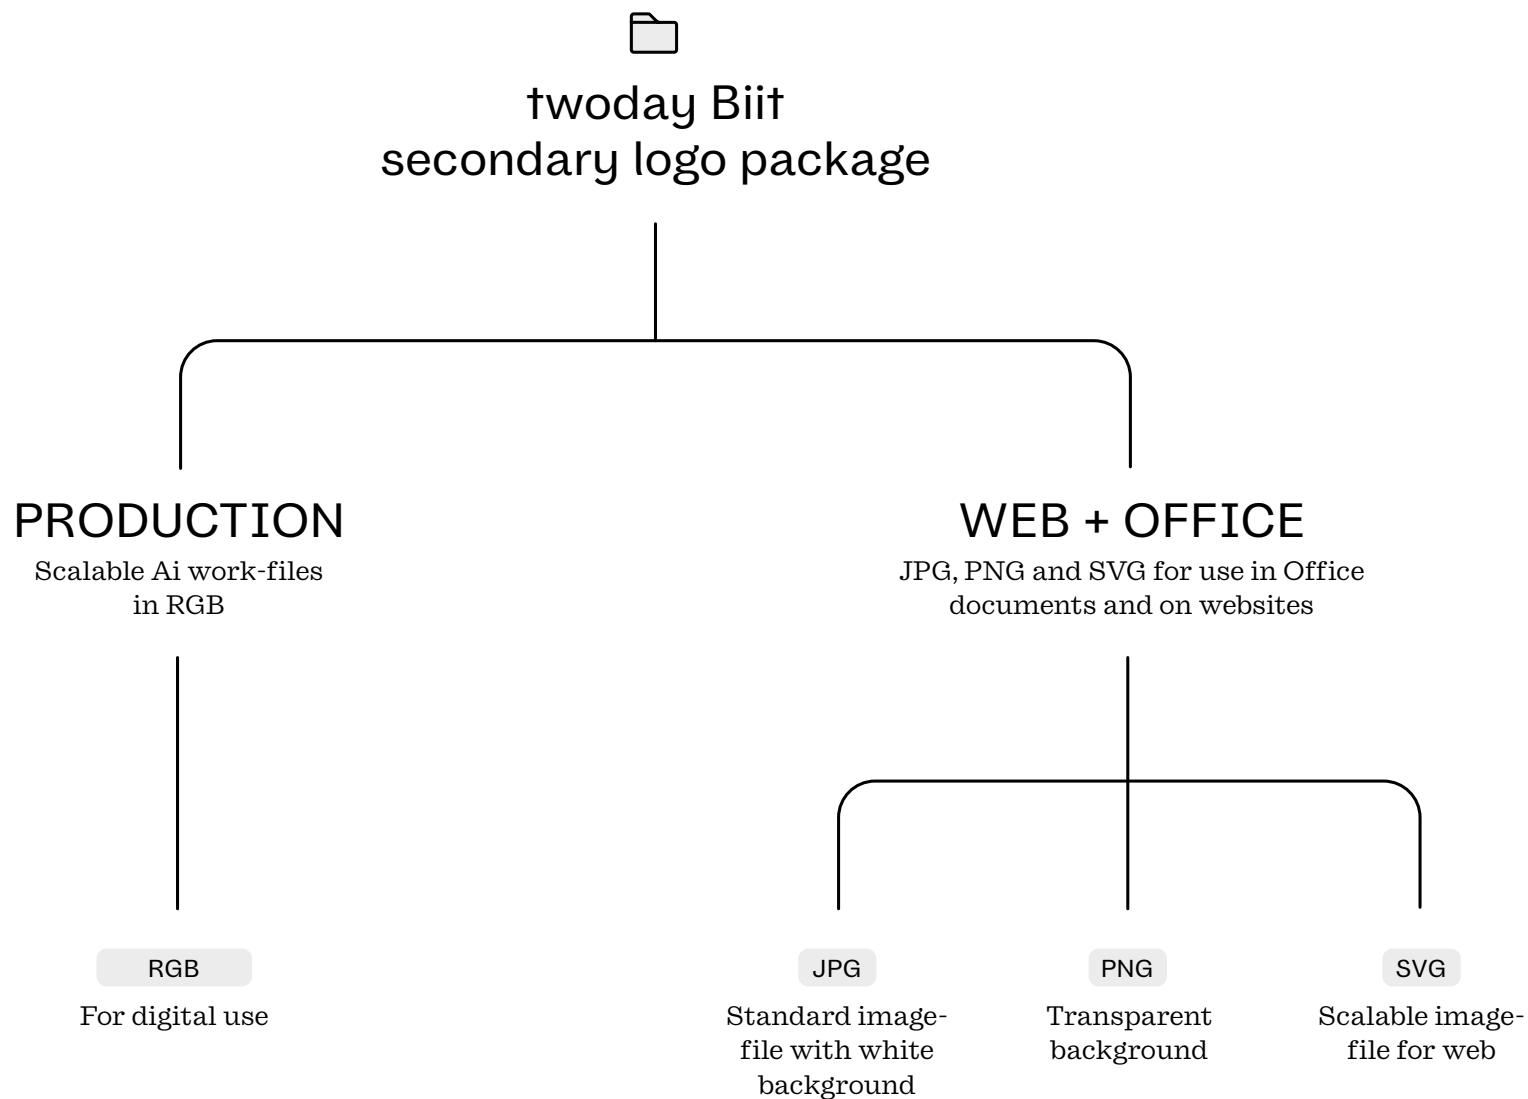 twoday Biit
secondary logo package
PRODUCTION
Scalable Ai work-files
in RGB
WEB + OFFICE
JPG, PNG and SVG for use in Office
documents and on websites
RGB
For digital use
JPG
Standard image-
file with white
background
PNG
Transparent
background
SVG
Scalable image-
file for web